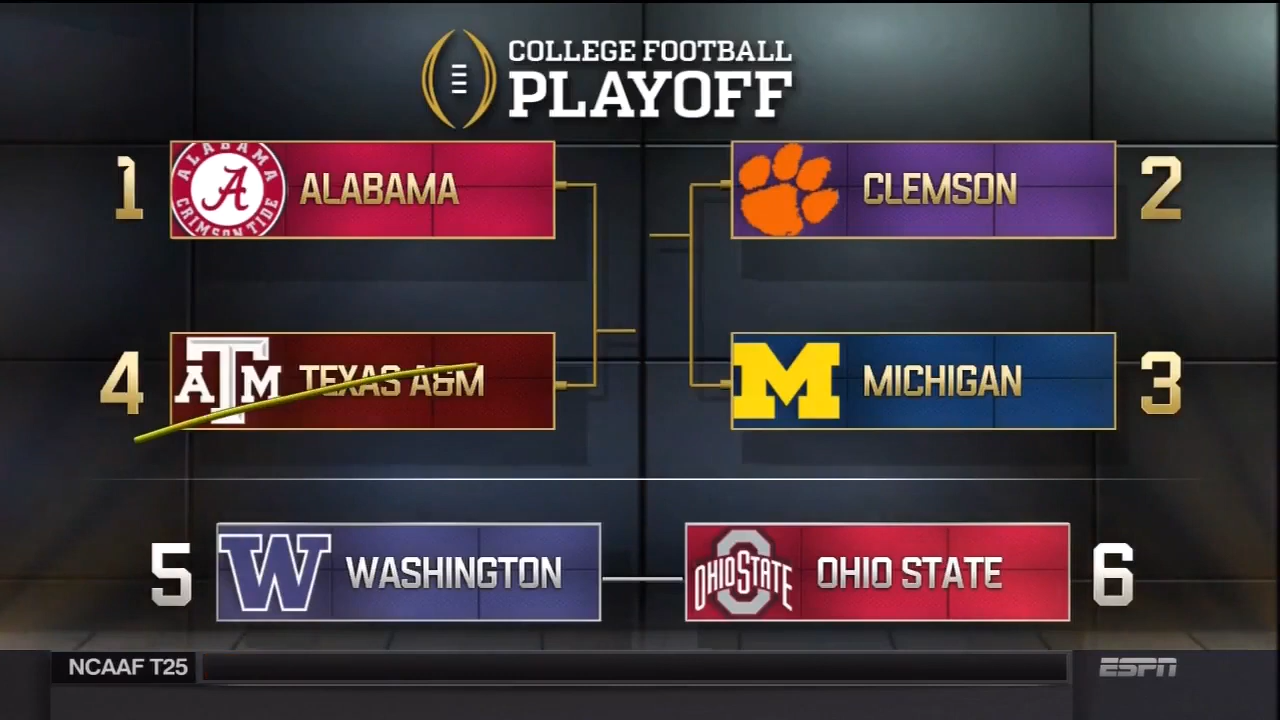 COLLEGE FOOTBALL
PLAYOFF
1
ALABAMA
CRIMSON TIDE
A
ALABAMA
CLEMSON
2
4
ATM
TEXAS A&M
M
MICHIGAN
3
5
W
WASHINGTON
OHIO STATE
OHIO STATE
6
NCAAF T25
ESPN